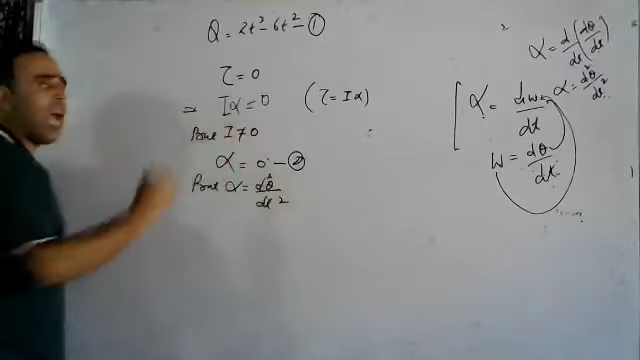 Q = 2t³ - 6t² - ①
τ = 0
⇒ Iα = 0 (τ = Iα)
But I ≠ 0
α = 0 - ②
But α = d²θ/dt²
α = d/dt (dθ/dt)
α = d²θ/dt²
α = dω/dt
ω = dθ/dt